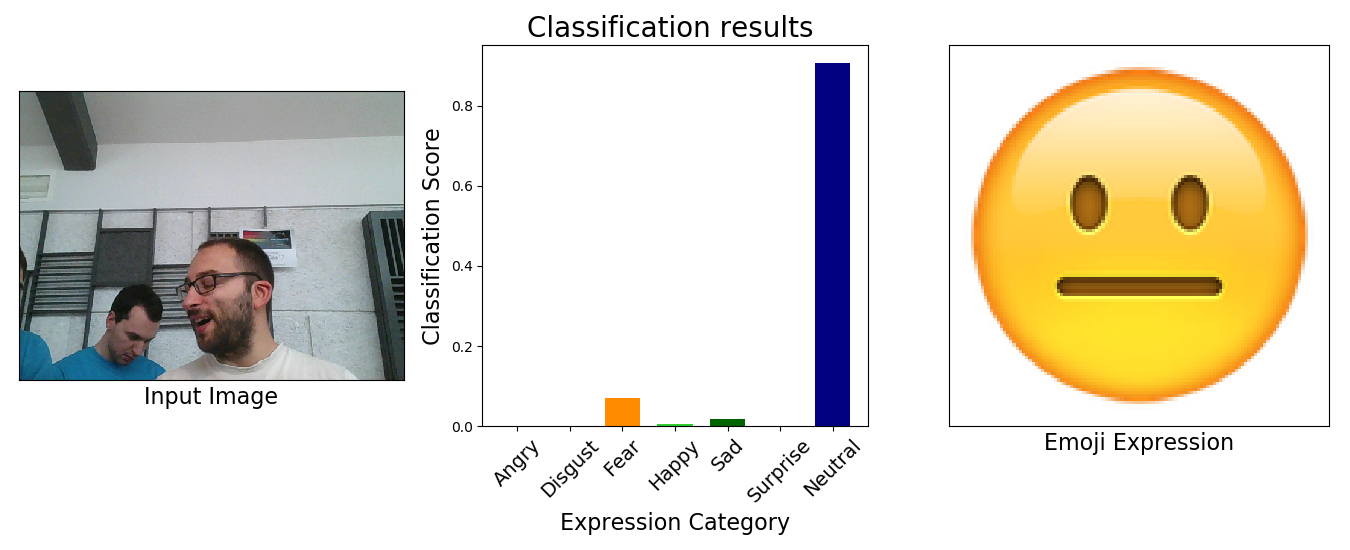 Classification results
Classification Score
0.8
0.6
0.4
0.2
0.0
Angry
Disgust
Fear
Happy
Sad
Surprise
Neutral
Expression Category
Input Image
Emoji Expression